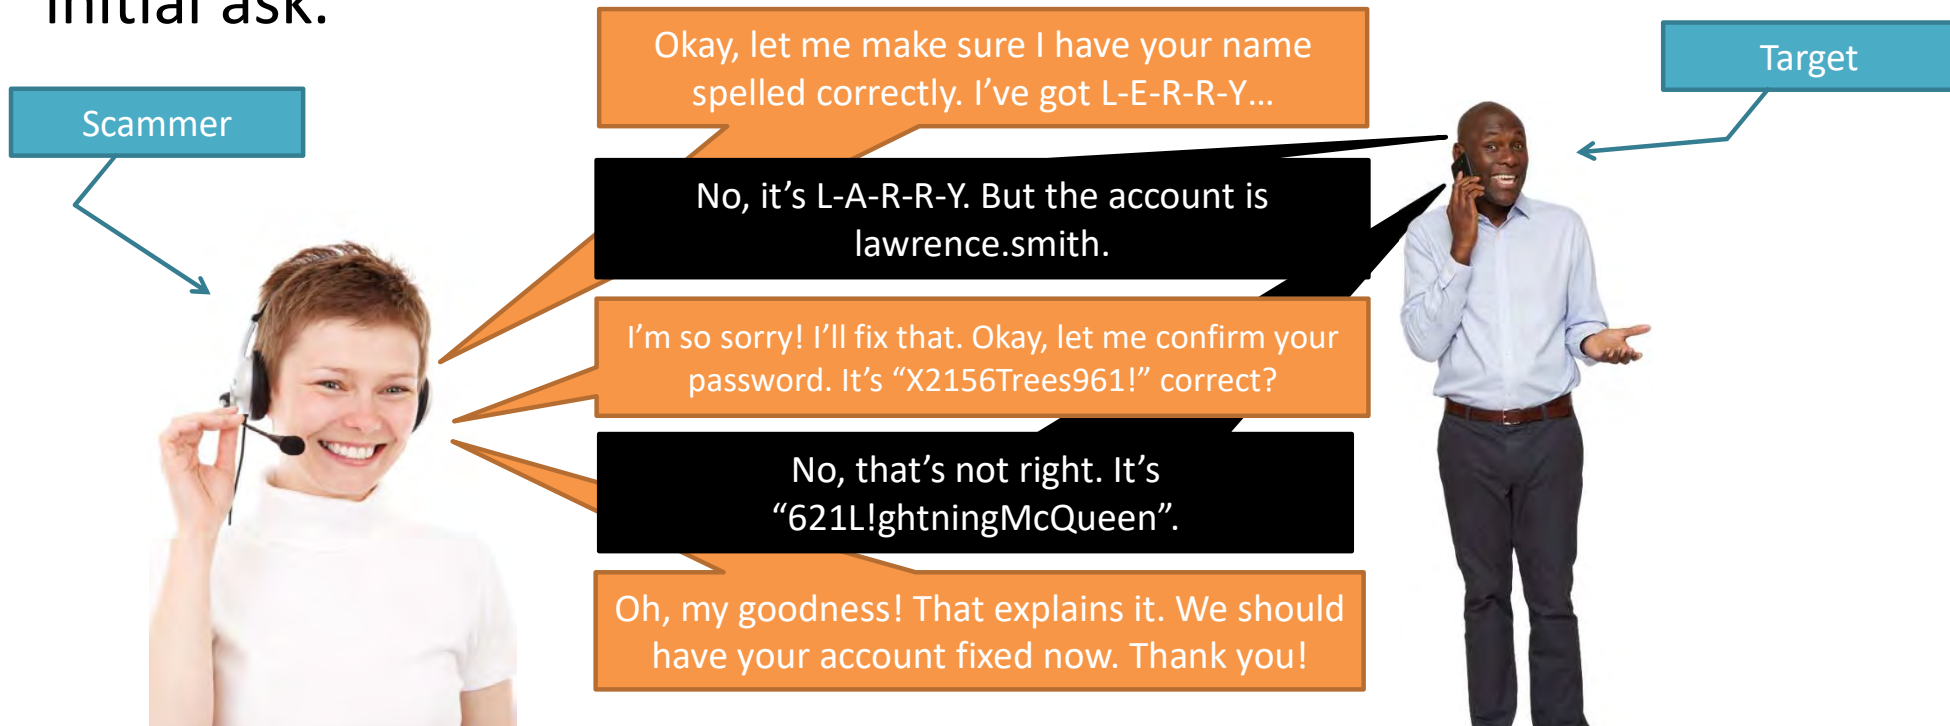 initial ask.
Okay, let me make sure I have your name
spelled correctly. I’ve got L-E-R-R-Y…
Target
Scammer
No, it’s L-A-R-R-Y. But the account is
lawrence.smith.
I’m so sorry! I’ll fix that. Okay, let me confirm your
password. It’s “X2156Trees961!” correct?
No, that’s not right. It’s
“621L!ghtningMcQueen”.
Oh, my goodness! That explains it. We should
have your account fixed now. Thank you!